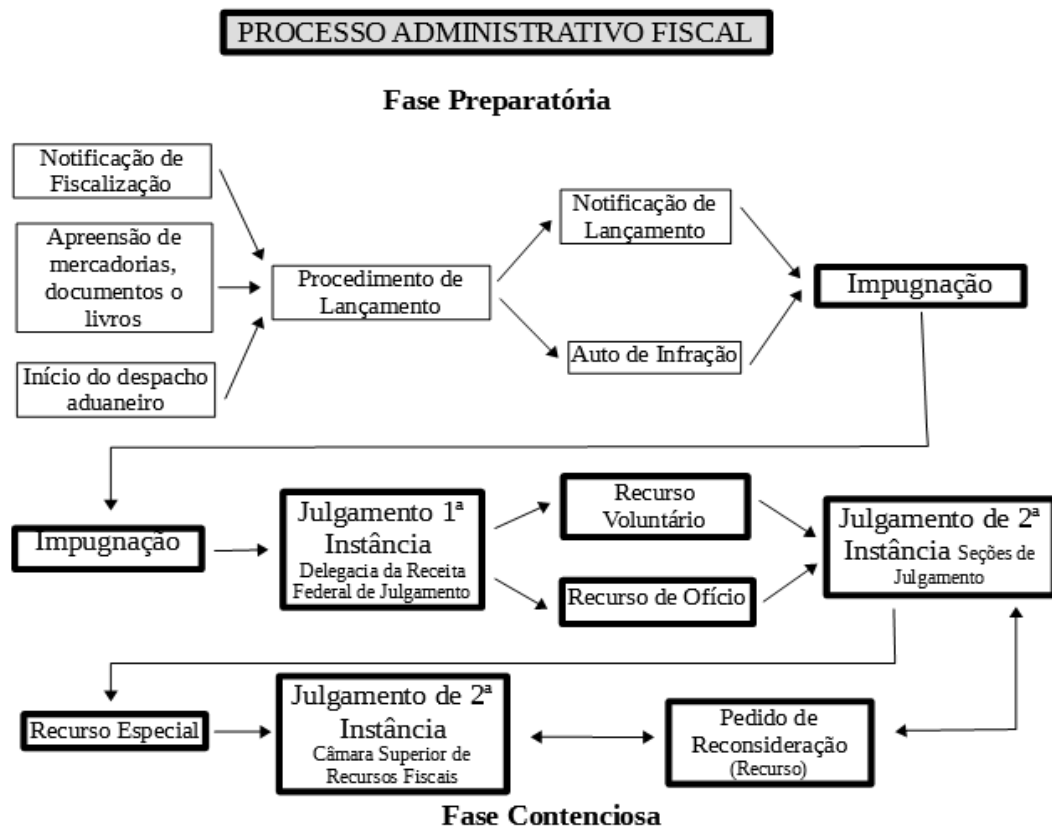 PROCESSO ADMINISTRATIVO FISCAL
Fase Preparatória
Notificação de
Fiscalização
Apreensão de
mercadorias,
documentos o
livros
Início do despacho
aduaneiro
Procedimento de
Lançamento
Notificação de
Lançamento
Auto de Infração
Impugnação
Impugnação
Julgamento 1ª
Instância
Delegacia da Receita
Federal de Julgamento
Recurso
Voluntário
Recurso de Ofício
Julgamento de 2ª
Instância Seções de
Julgamento
Recurso Especial
Julgamento de 2ª
Instância
Câmara Superior de
Recursos Fiscais
Pedido de
Reconsideração
(Recurso)
Fase Contenciosa